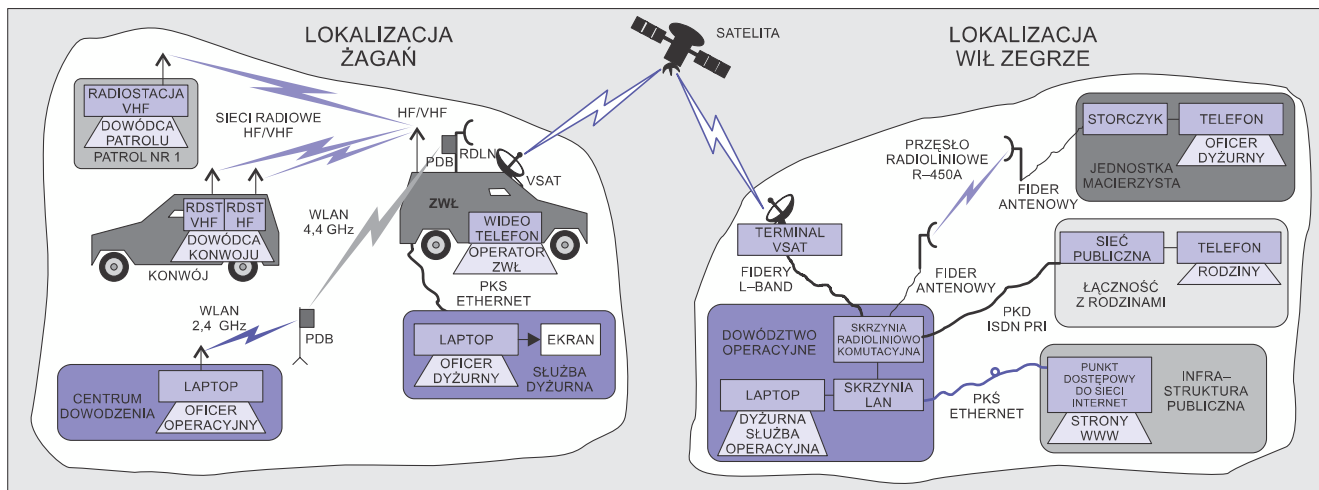 LOKALIZACJA
ŻAGAŃ
SATELITA
LOKALIZACJA
WIŁ ZEGRZE
RADIOSTACJA
VHF
DOWÓDCA
PATROLU
PATROL NR 1
SIECI RADIOWE
HF/VHF
HF/VHF
PDB
RDLN
VSAT
RDST
VHF
RDST
HF
DOWÓDCA
KONWOJU
KONWÓJ
WLAN
4,4 GHz
ZWŁ
WIDEO
TELEFON
OPERATOR
ZWŁ
PKS
ETHERNET
WLAN
2,4 GHz
PDB
LAPTOP
OFICER
DYŻURNY
EKRAN
SŁUŻBA
DYŻURNA
CENTRUM
DOWODZENIA
LAPTOP
OFICER
OPERACYJNY
PRZĘSŁO
RADIOLINIOWE
R–450A
STORCZYK
TELEFON
OFICER
DYŻURNY
JEDNOSTKA
MACIERZYSTA
FIDER
ANTENOWY
TERMINAL
VSAT
FIDERY
L–BAND
FIDER
ANTENOWY
SIEĆ
PUBLICZNA
TELEFON
RODZINY
ŁĄCZNOŚĆ
Z RODZINAMI
PKD
ISDN PRI
DOWÓDZTWO
OPERACYJNE
SKRZYNIA
RADIOLINIOWO
KOMUTACYJNA
LAPTOP
DYŻURNA
SŁUŻBA
OPERACYJNA
SKRZYNIA
LAN
PKŚ
ETHERNET
PUNKT
DOSTĘPOWY
DO SIECI
INTERNET
STRONY
WWW
INFRA–
STRUKTURA
PUBLICZNA